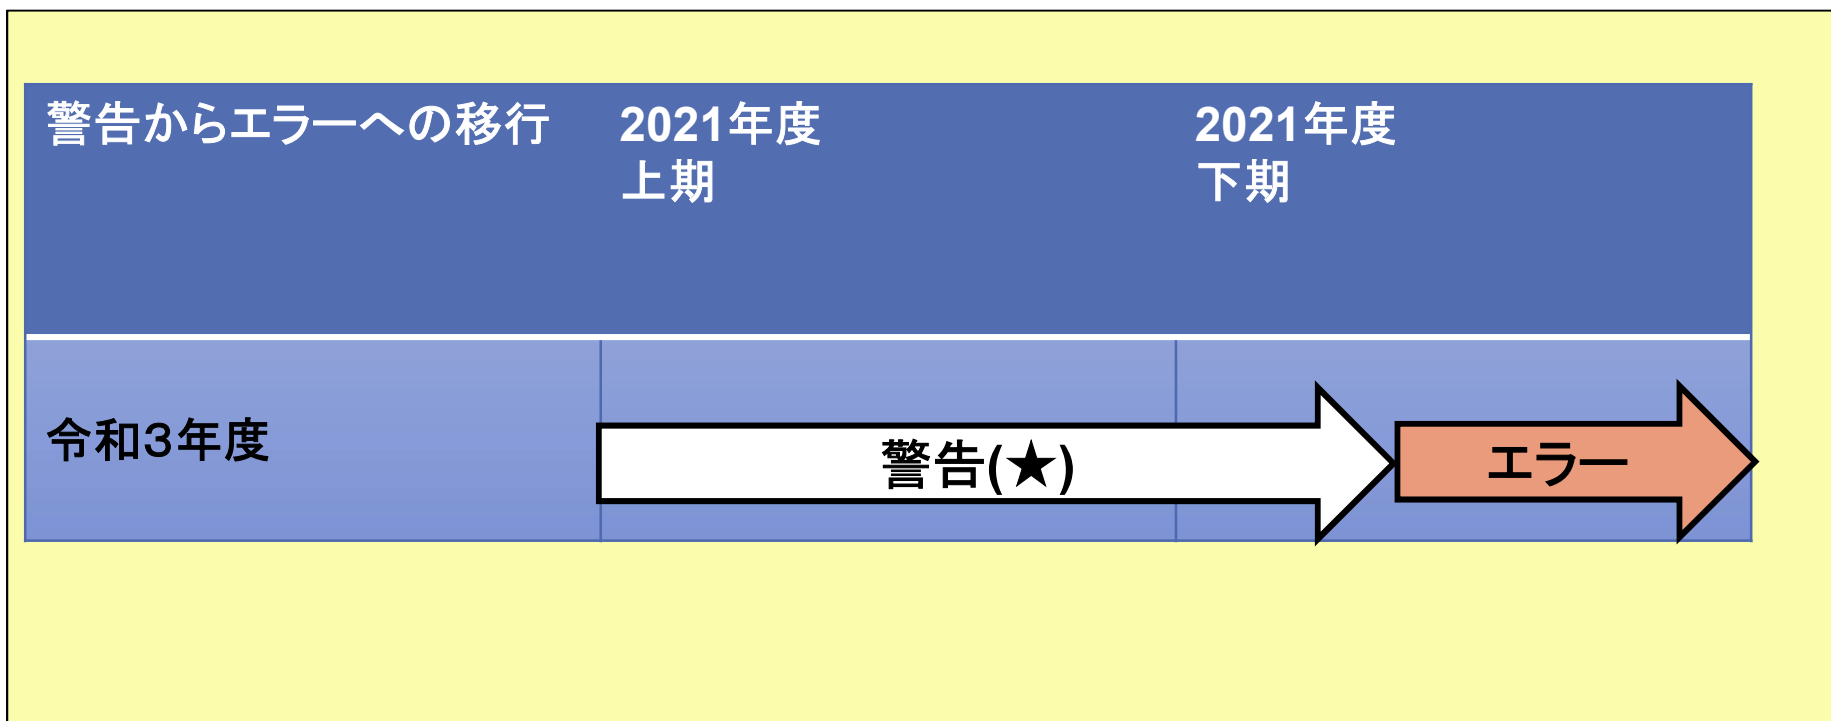 警告からエラーへの移行
2021年度
上期
2021年度
下期
令和3年度
警告(★)
エラー